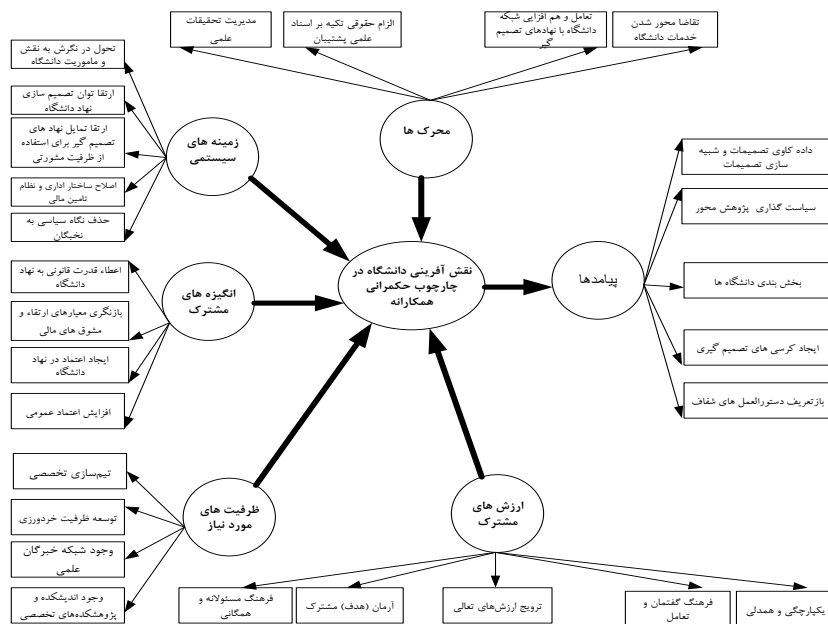 تقاضا محور شدن
خدمات دانشگاه
تعامل و هم افزایی شبکه
دانشگاه با نهادهای تصمیم
گیر
الزام حقوقی تکیه بر اسناد
علمی پشتیبان
مدیریت تحقیقات
علمی
محرک ها
تحول در نگرش به نقش
و ماموریت دانشگاه
ارتقا توان تصمیم سازی
نهاد دانشگاه
ارتقا تمایل نهاد های
تصمیم گیر برای استفاده
از ظرفیت مشورتی
اصلاح ساختار اداری و نظام
تامین مالی
حذف نگاه سیاسی به
نخبگان
زمینه های
سیستمی
داده کاوی تصمیمات و شبیه
سازی تصمیمات
سیاست گذاری پژوهش محور
بخش بندی دانشگاه ها
ایجاد کرسی های تصمیم گیری
بازتعریف دستورالعمل های شفاف
پیامدها
نقش آفرینی دانشگاه در
چارچوب حکمرانی
همکارانه
انگیزه های
مشترک
اعطاء قدرت قانونی به نهاد
دانشگاه
بازنگری معیارهای ارتقاء و
مشوق های مالی
ایجاد اعتماد در نهاد
دانشگاه
افزایش اعتماد عمومی
ظرفیت های
مورد نیاز
تیم‌سازی تخصصی
توسعه ظرفیت خردورزی
وجود شبکه خبرگان
علمی
وجود اندیشکده و
پژوهشکده‌های تخصصی
ارزش های
مشترک
یکپارچگی و همدلی
فرهنگ گفتمان و
تعامل
ترویج ارزش‌های تعالی
آرمان (هدف) مشترک
فرهنگ مسئولانه و
همگانی